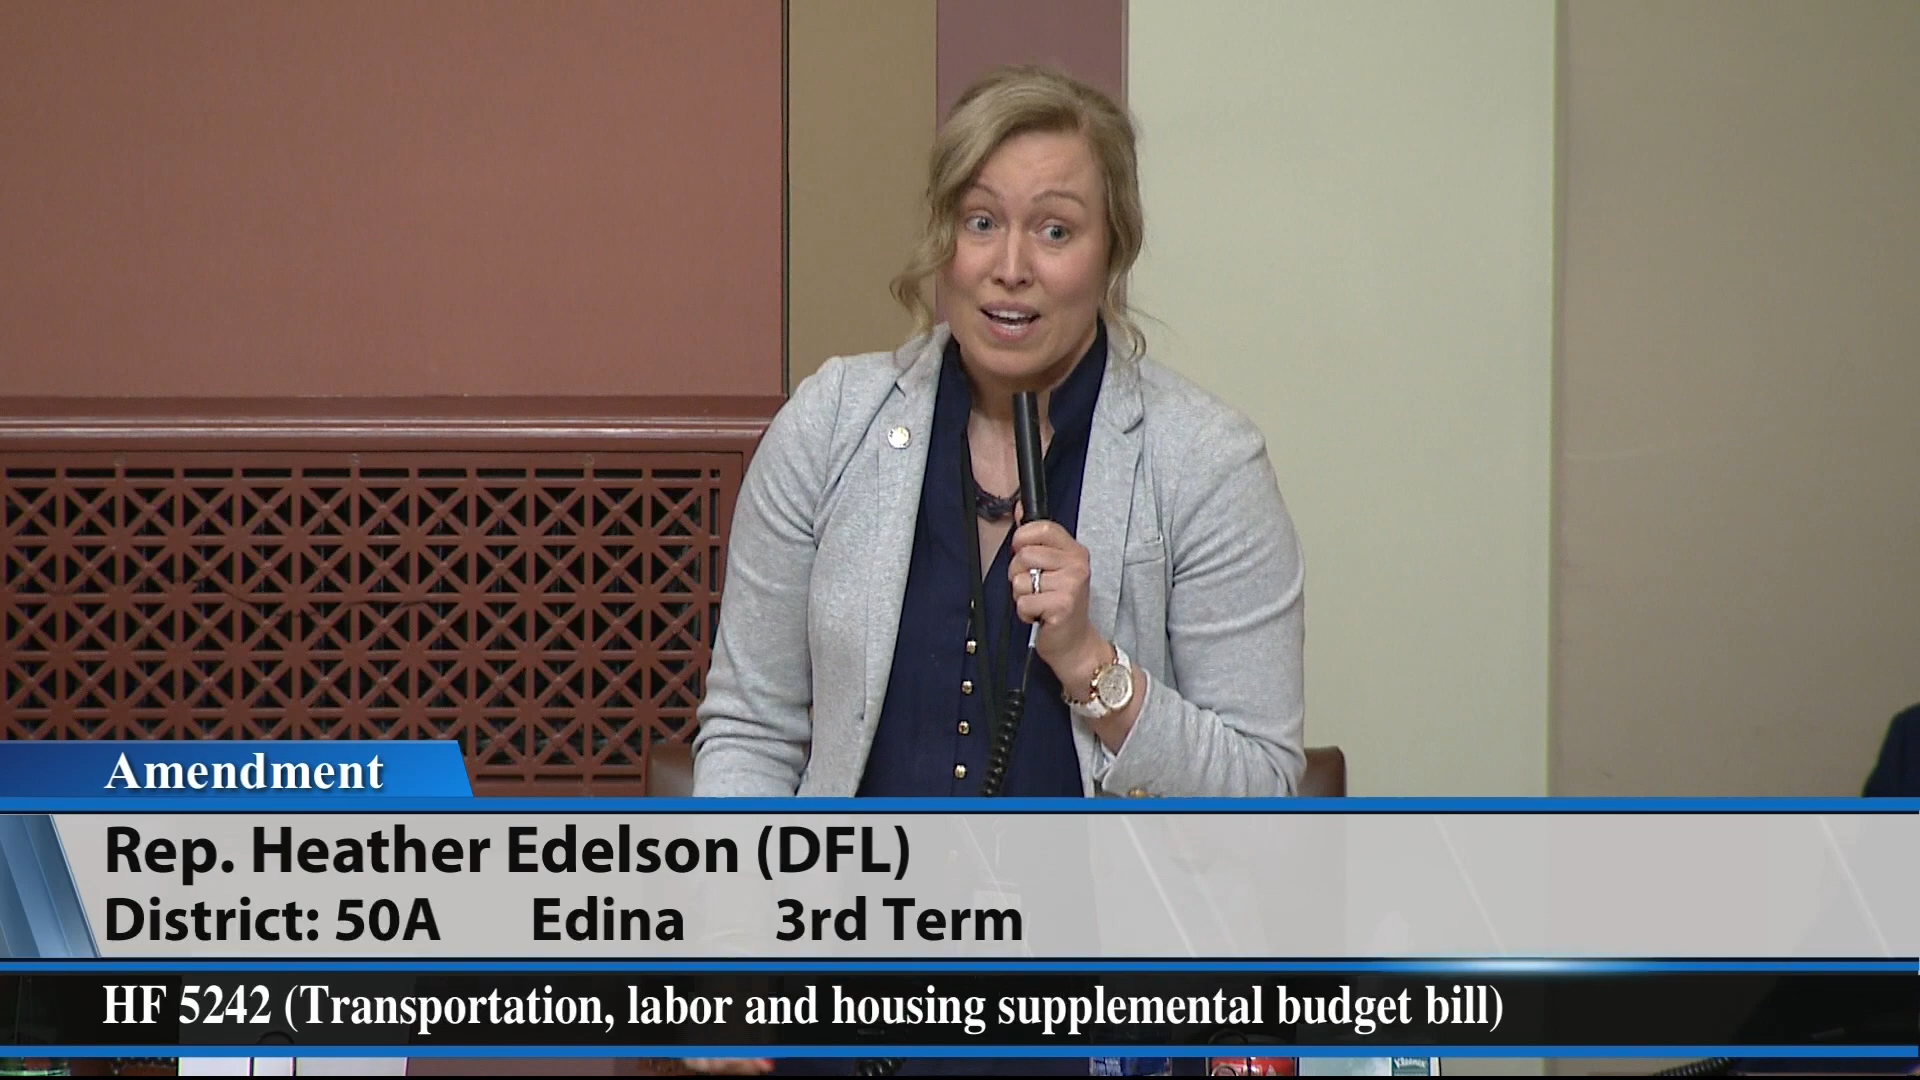 Amendment
Rep. Heather Edelson (DFL)
District: 50A Edina 3rd Term
HF 5242 (Transportation, labor and housing supplemental budget bill)